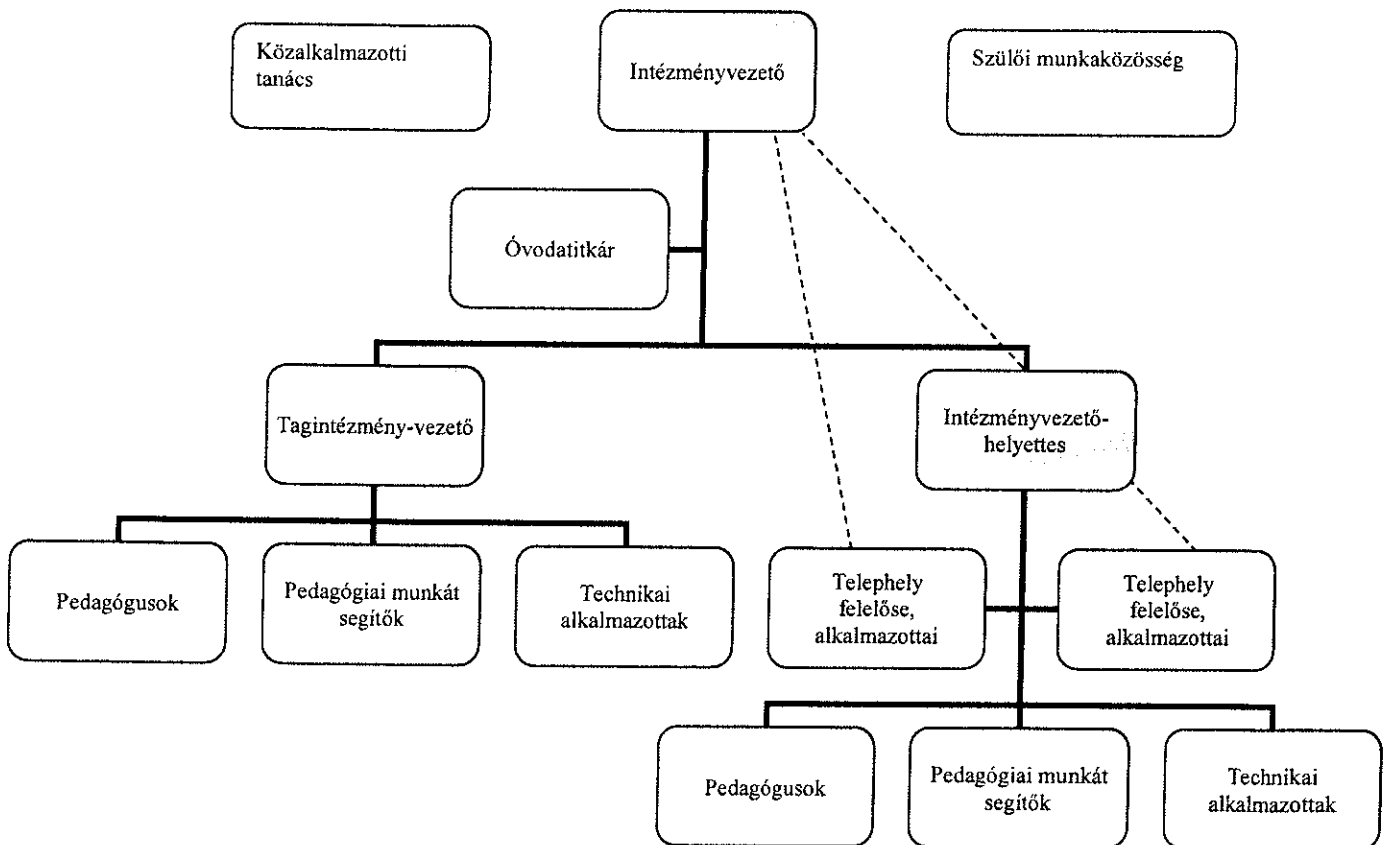 Közalkalmazotti
tanács
Intézményvezető
Szülői munkaközösség
Óvodatitkár
Tagintézmény-vezető
Intézményvezető-
helyettes
Pedagógusok
Pedagógiai munkát
segítők
Technikai
alkalmazottak
Telephely
felelőse,
alkalmazottai
Telephely
felelőse,
alkalmazottai
Pedagógusok
Pedagógiai munkát
segítők
Technikai
alkalmazottak